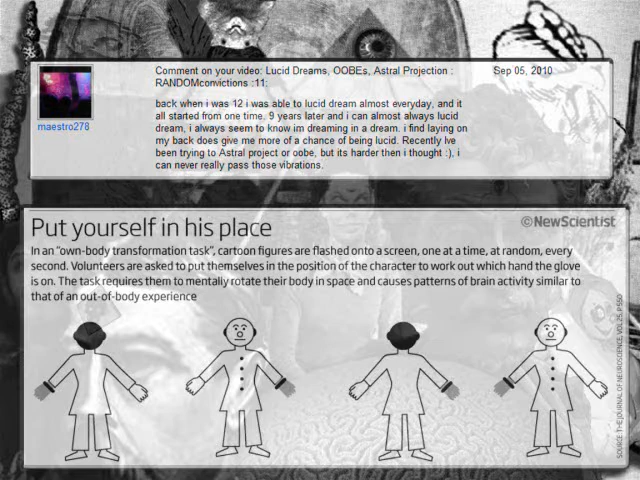 Comment on your video: Lucid Dreams, OOBEs, Astral Projection : Sep 05, 2010
RANDOMconvictions :11:
back when i was 12 i was able to lucid dream almost everyday, and it
all started from one time. 9 years later and i can almost always lucid
dream, i always seem to know im dreaming in a dream. i find laying on
my back does give me more of a chance of being lucid. Recently Ive
been trying to Astral project or oobe, but its harder then i thought :), i
can never really pass those vibrations.
maestro278
Put yourself in his place
©NewScientist
In an "own-body transformation task", cartoon figures are flashed onto a screen, one at a time, at random, every
second. Volunteers are asked to put themselves in the position of the character to work out which hand the glove
is on. The task requires them to mentally rotate their body in space and causes patterns of brain activity similar to
that of an out-of-body experience
SOURCE: THE JOURNAL OF NEUROSCIENCE, VOL 25, P 550